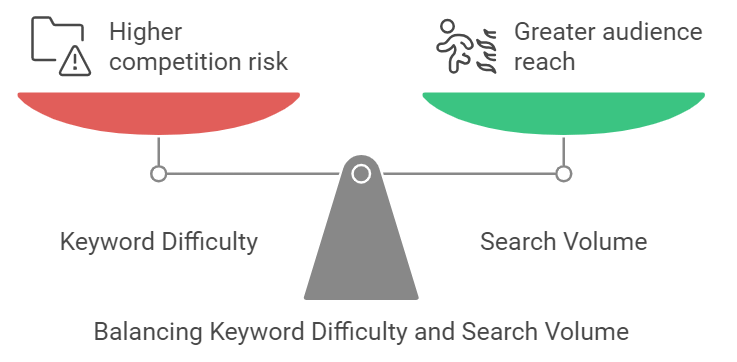 Higher
competition risk
Greater audience
reach
Keyword Difficulty
Search Volume
Balancing Keyword Difficulty and Search Volume